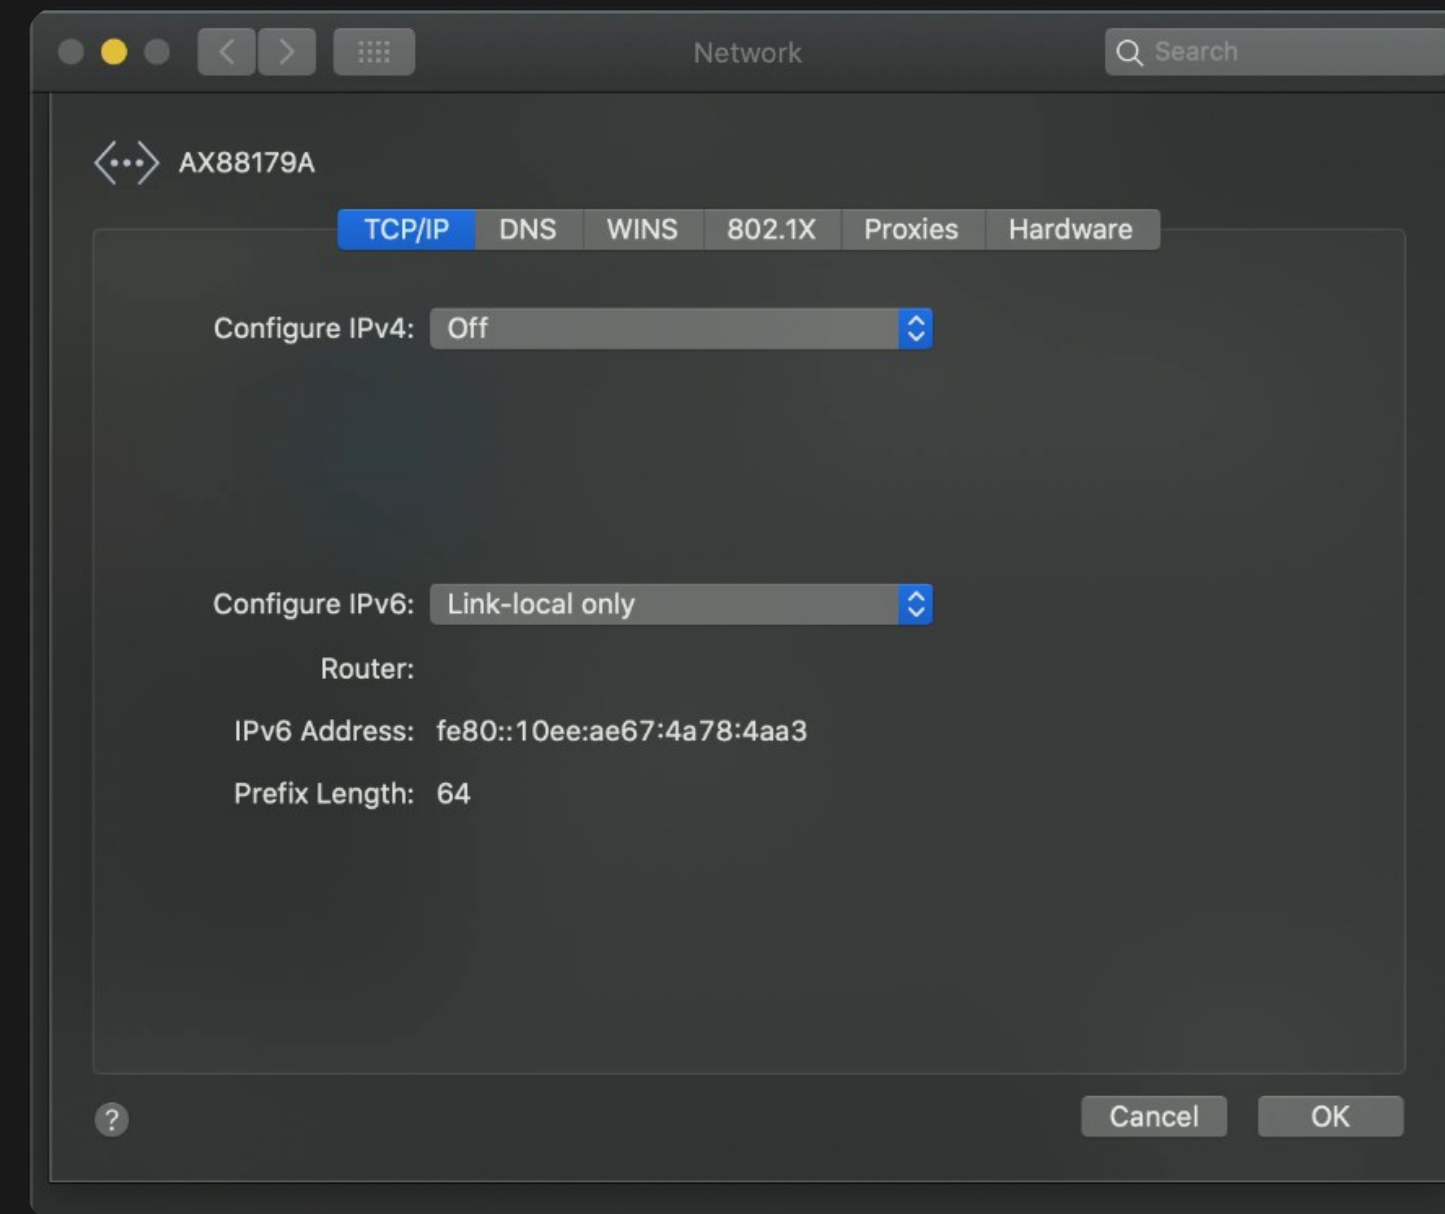 Network
Search
AX88179A
TCP/IP DNS WINS 802.1X Proxies Hardware
Configure IPv4: Off
Configure IPv6: Link-local only
Router:
IPv6 Address: fe80::10ee:ae67:4a78:4aa3
Prefix Length: 64
?
Cancel OK